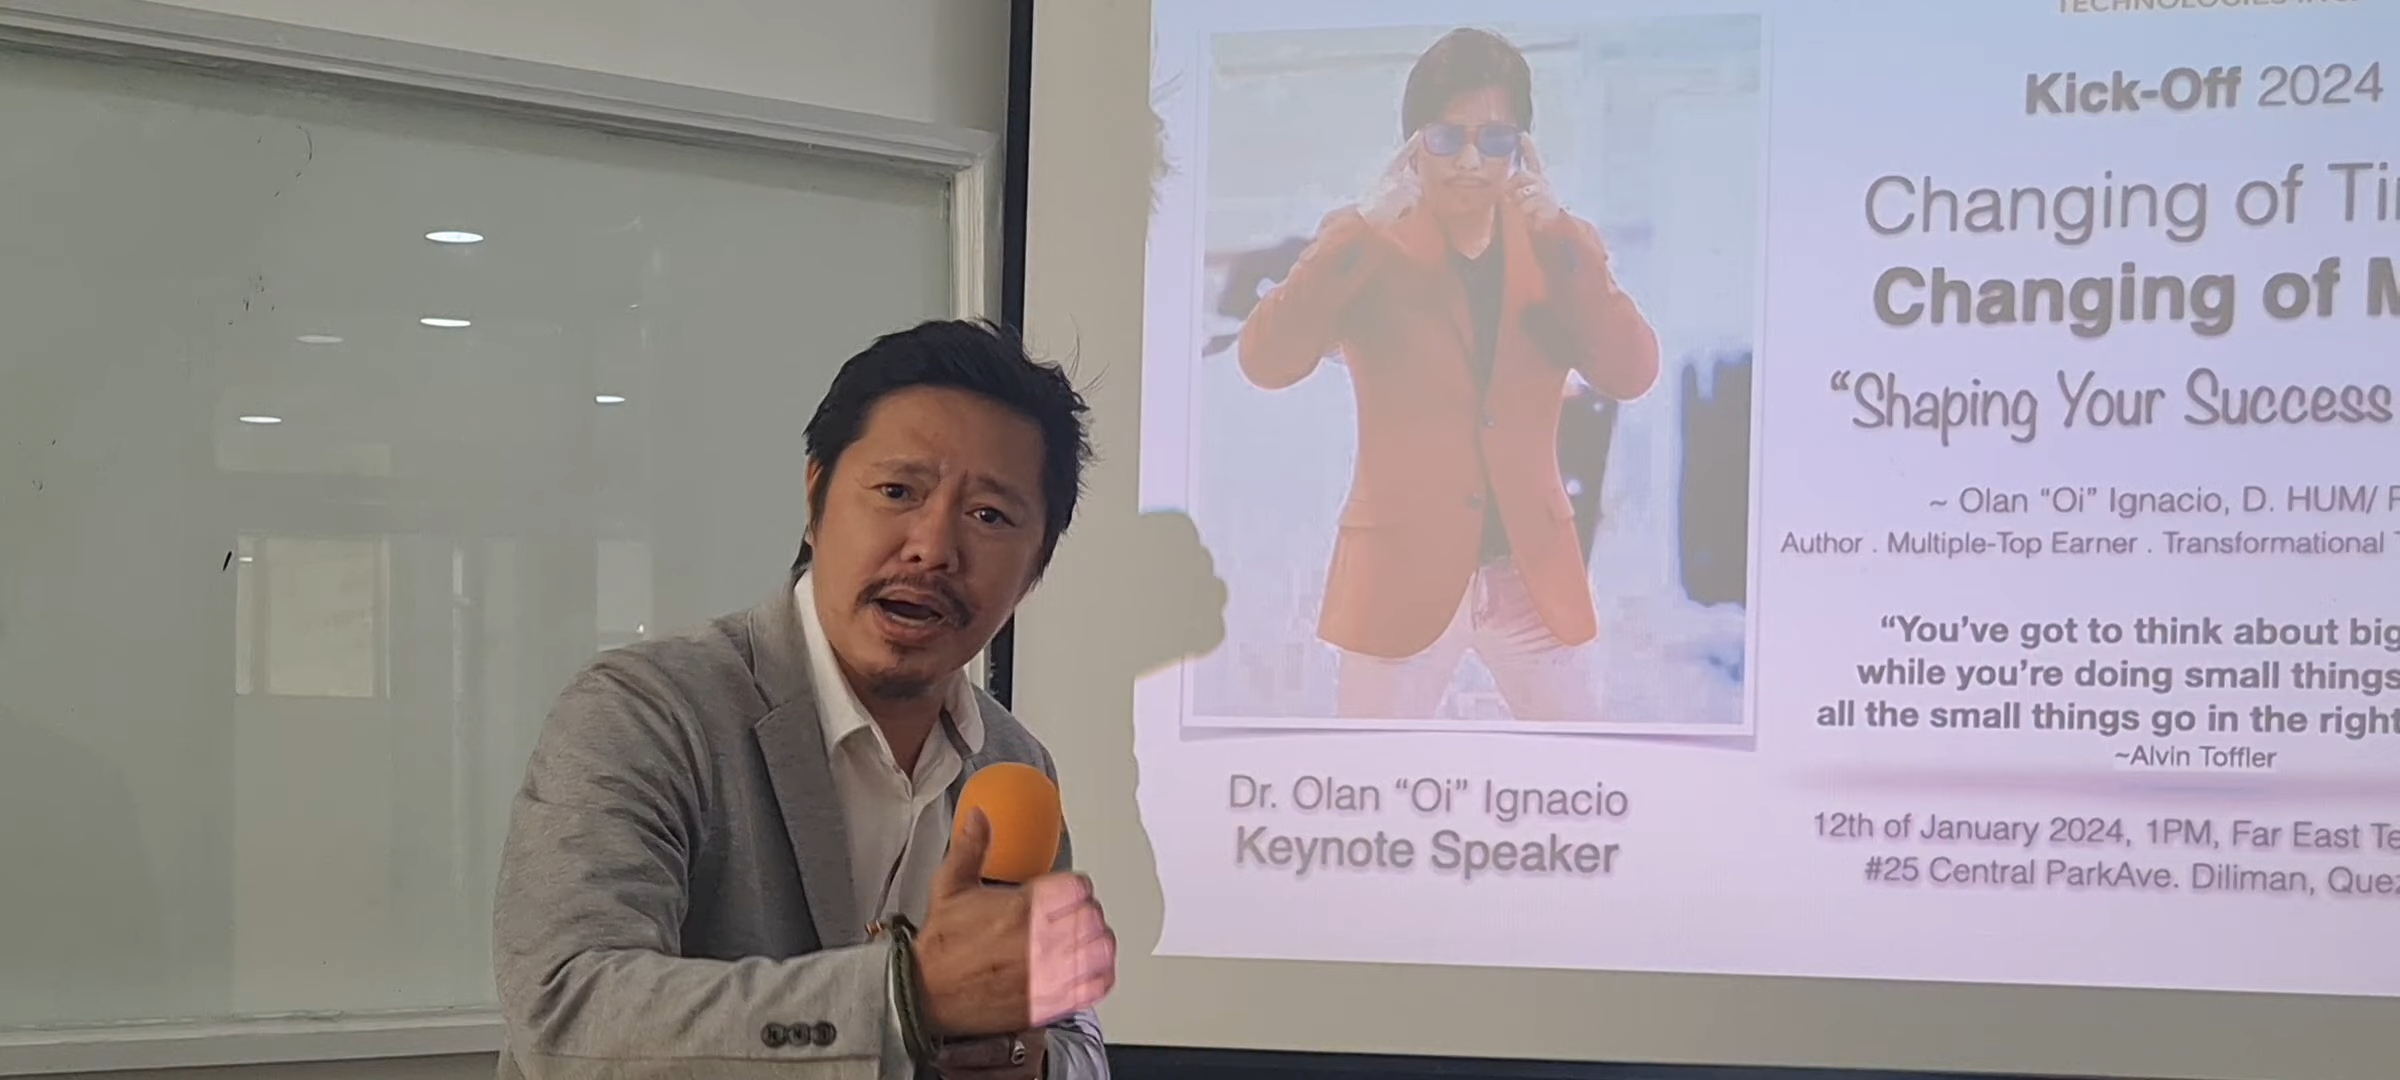 Kick-Off 2024
Changing of
Changing of
“Shaping Your Success
~ Olan “Oi” Ignacio, D. HUM/
Author . Multiple-Top Earner . Transformational
“You’ve got to think about big
while you’re doing small things
all the small things go in the right
~Alvin Toffler
Dr. Olan “Oi” Ignacio
Keynote Speaker
12th of January 2024, 1PM, Far East
#25 Central ParkAve. Diliman,